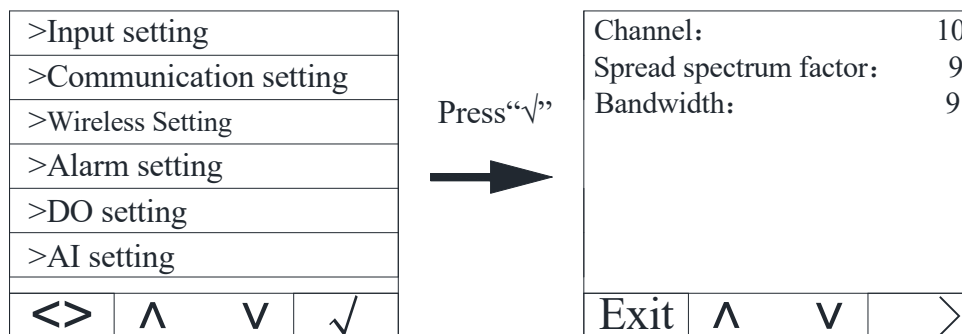 >Input setting
>Communication setting
>Wireless Setting
>Alarm setting
>DO setting
>AI setting
<> ∧ ∨ √
Press“√”
Channel： 10
Spread spectrum factor： 9
Bandwidth： 9
Exit ∧ ∨ >